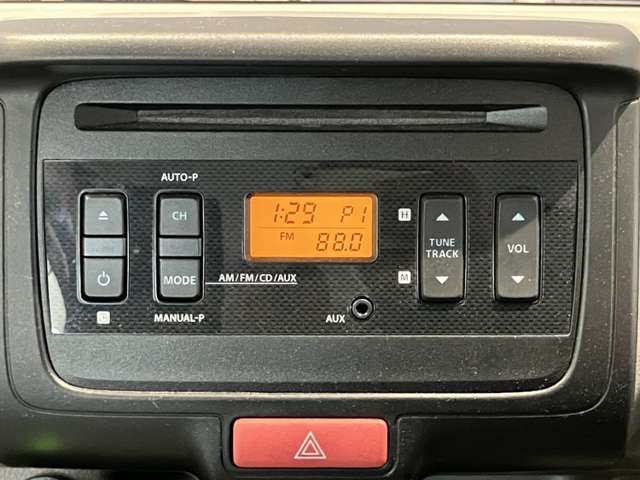 AUTO-P
CH
MODE
MANUAL-P
AM/FM/CD/AUX
1:29 P1
FM
88.0
AUX
H
M
TUNE
TRACK
VOL